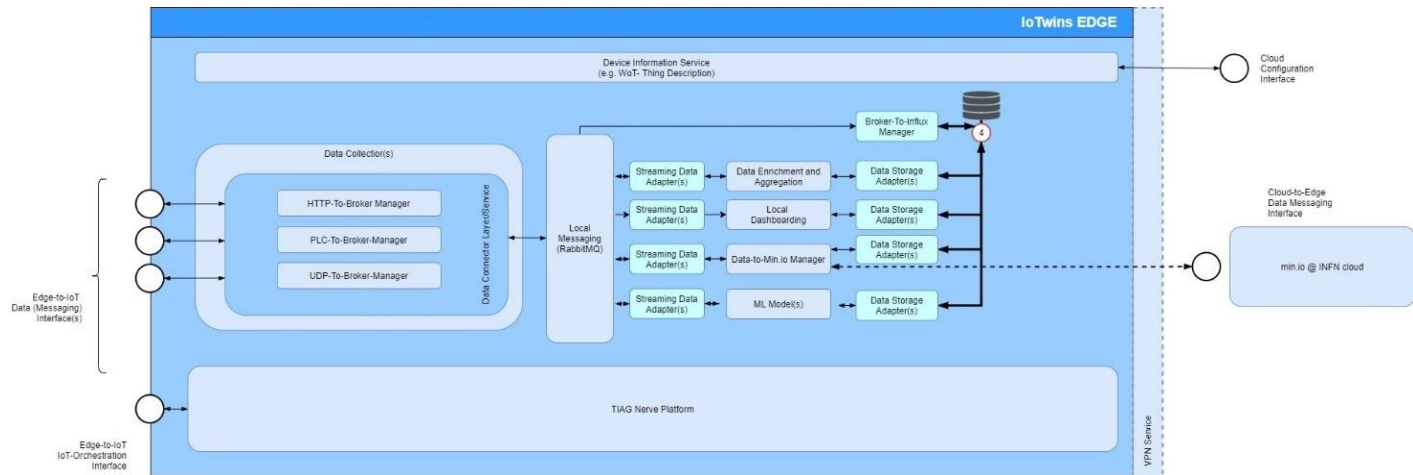 IoTwins EDGE
Device Information Service
(e.g. WoT- Thing Description)
Cloud
Configuration
Interface
Broker-To-Influx
Manager
4
Data Collectior(s)
HTTP-To-Broker Manager
PLC-To-Broker-Manager
UDP-To-Broker-Manager
Data Connector Layer/Service
Local
Messaging
(RabbitMQ)
Streaming Data
Adapter(s)
Data Enrichment and
Aggregation
Data Storage
Adapter(s)
Streaming Data
Adapter(s)
Local
Dashboarding
Data Storage
Adapter(s)
Streaming Data
Adapter(s)
Data-to-Min.io Manager
Data Storage
Adapter(s)
Streaming Data
Adapter(s)
ML Model(s)
Data Storage
Adapter(s)
Cloud-to-Edge
Data Messaging
Interface
min.io @ INFN cloud
Edge-to-IoT
Data (Messaging)
Interface(s)
TIAG Nerve Platform
Edge-to-IoT
IoT-Orchestration
Interface
VPN Service